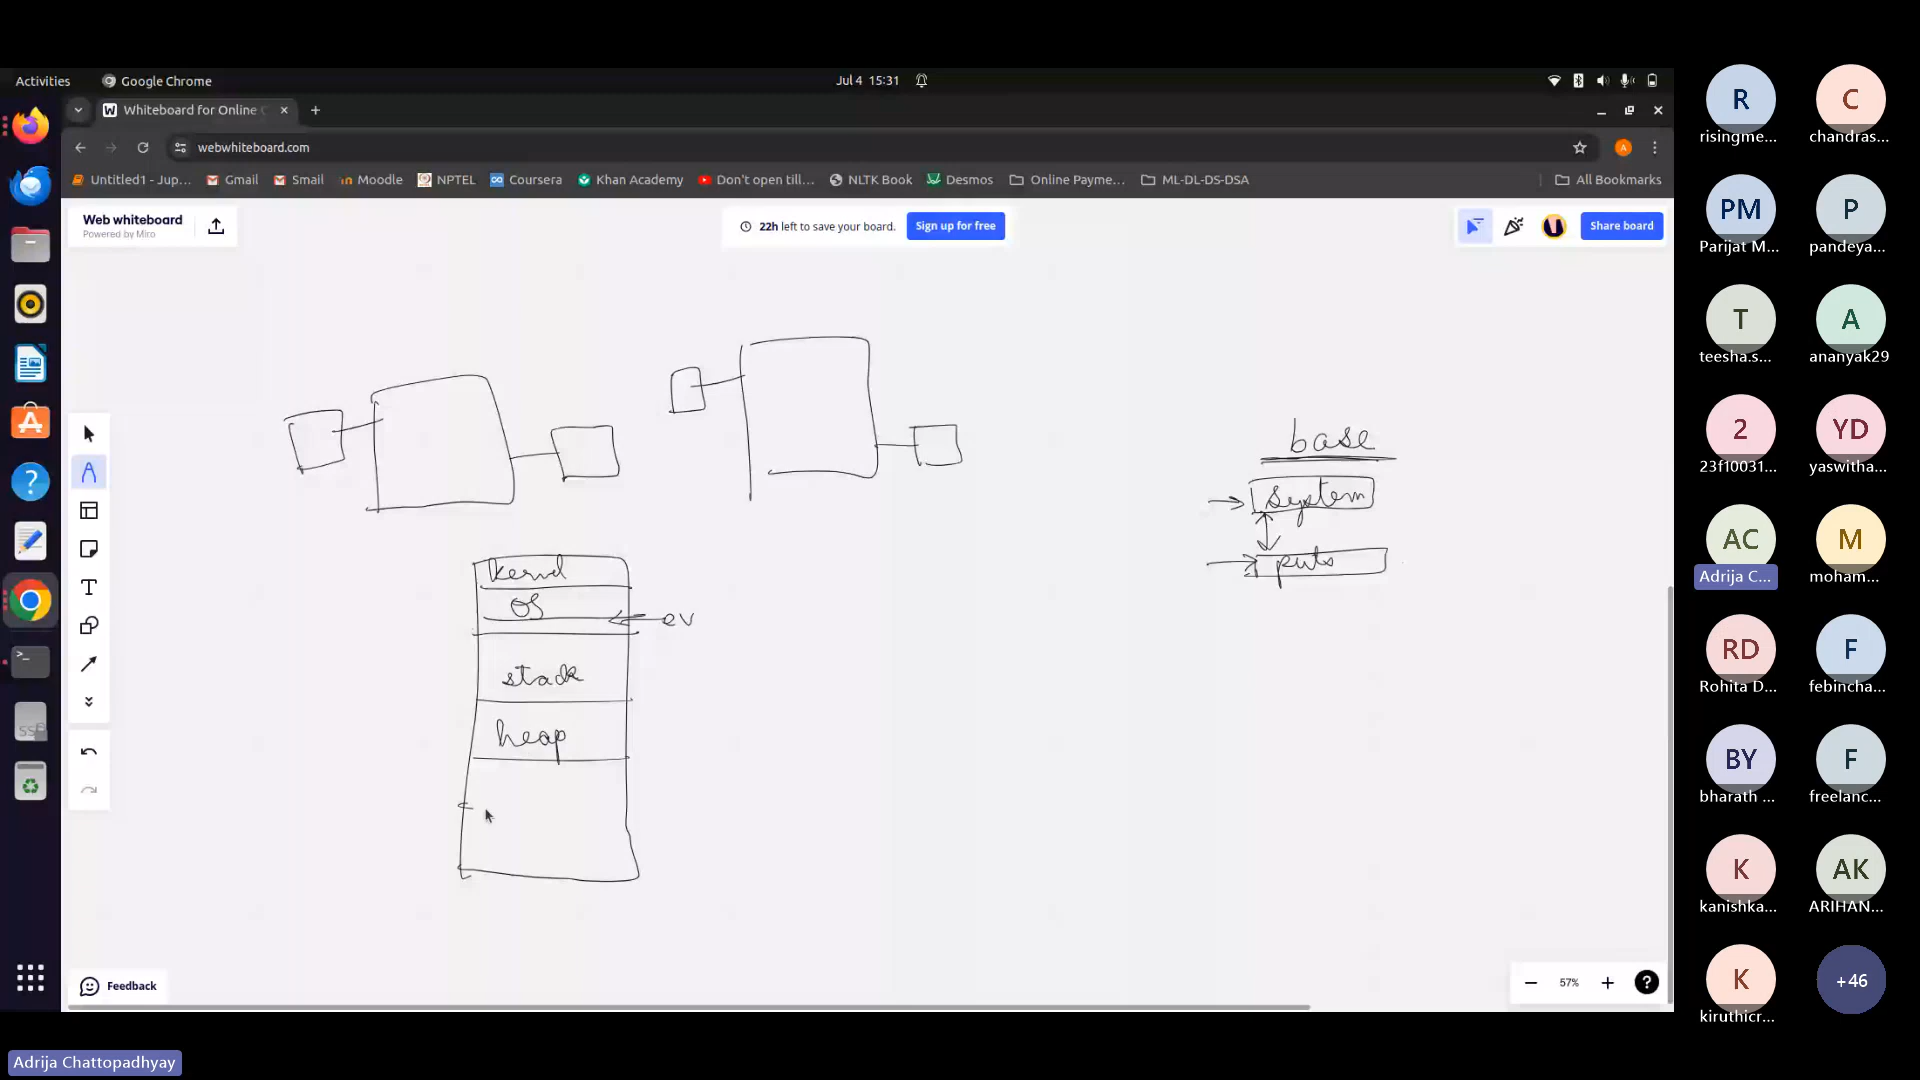 Activities
Google Chrome
Jul 4 15:31
Whiteboard for Online C
webwhiteboard.com
Untitled1 - Jup... Gmail Smail Moodle NPTEL Coursera Khan Academy Don't open till... NLTK Book Desmos Online Payme... ML-DL-DS-DSA All Bookmarks
Web whiteboard
Powered by Miro
22h left to save your board.
Sign up for free
Share board
base
system
puts
kernel
OS
ev
stack
heap
Feedback
57%
R C
risingme... chandras...
PM P
Parijat M... pandeya...
T A
teesha.s... ananyak29
2 YD
23f10031... yaswitha...
AC M
Adrija C... moham...
RD F
Rohita D... febincha...
BY F
bharath ... freelanc...
K AK
kanishka... ARIHAN...
K +46
kiruthicr...
Adrija Chattopadhyay